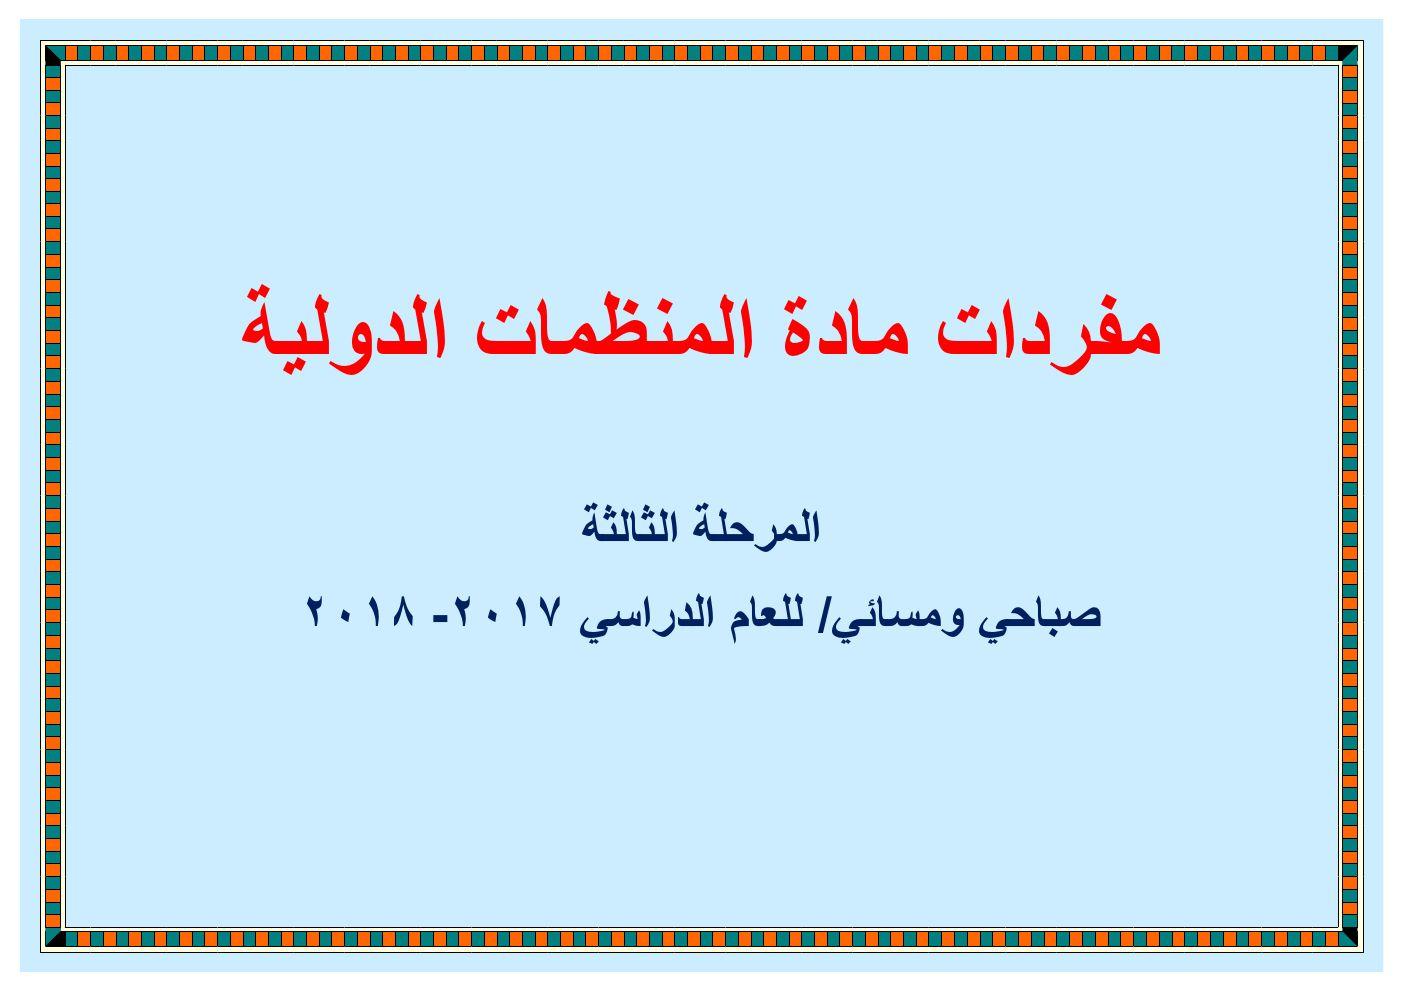 مفردات مادة المنظمات الدولية
المرحلة الثالثة
صباحي ومسائي/ للعام الدراسي ٢٠١٧- ٢٠١٨